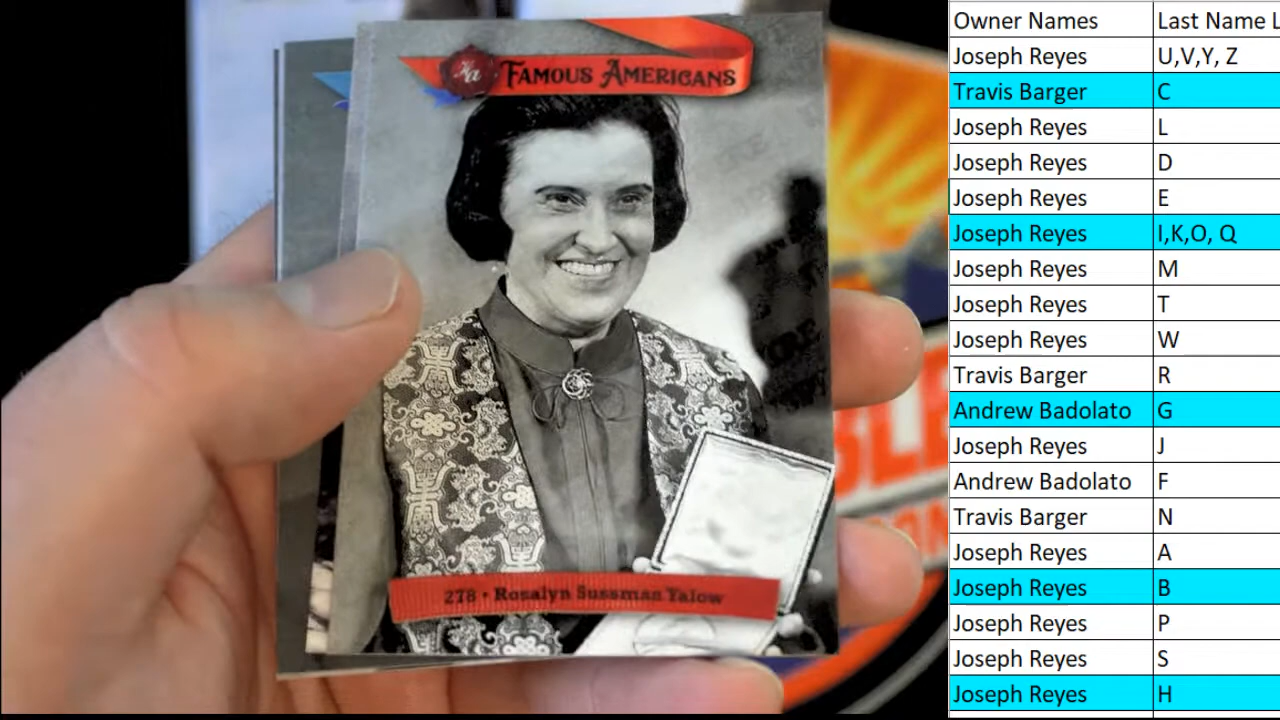 fa FAMOUS AMERICANS
278 • Rosalyn Sussman Yalow
Owner Names Last Name L
Joseph Reyes U,V,Y, Z
Travis Barger C
Joseph Reyes L
Joseph Reyes D
Joseph Reyes E
Joseph Reyes I,K,O, Q
Joseph Reyes M
Joseph Reyes T
Joseph Reyes W
Travis Barger R
Andrew Badolato G
Joseph Reyes J
Andrew Badolato F
Travis Barger N
Joseph Reyes A
Joseph Reyes B
Joseph Reyes P
Joseph Reyes S
Joseph Reyes H